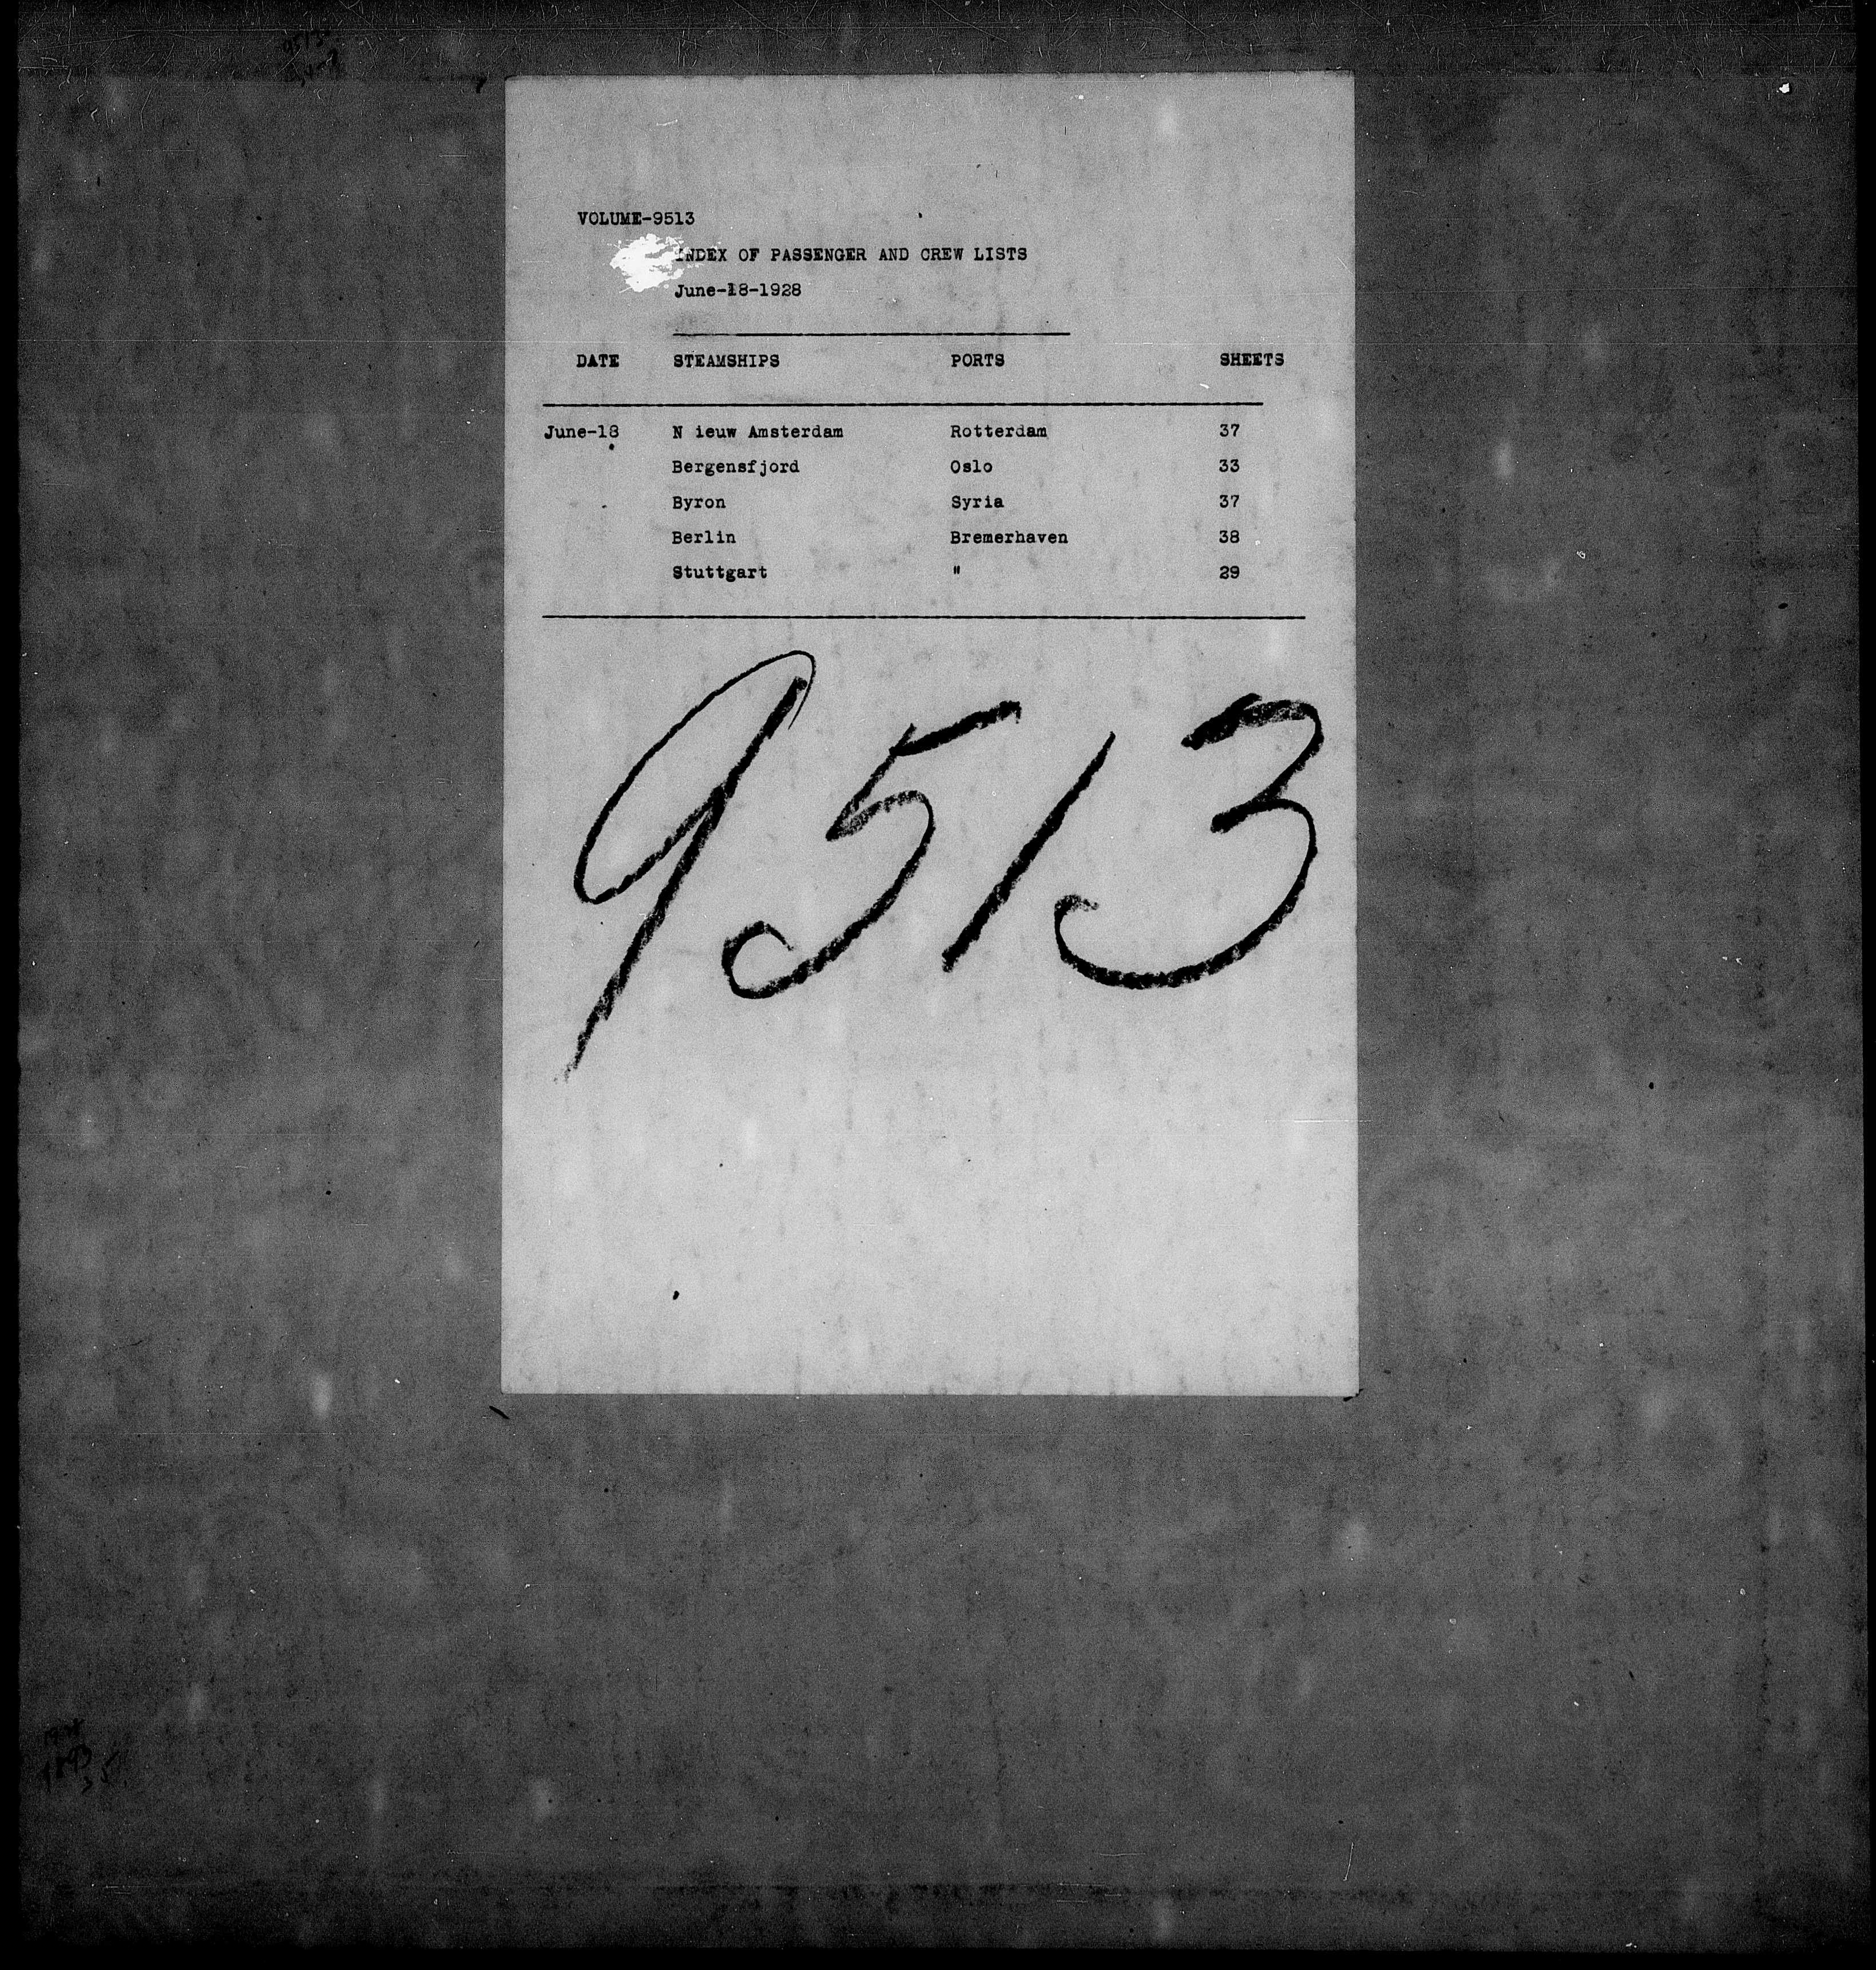 VOLUME-9513
INDEX OF PASSENGER AND CREW LISTS
June-18-1928
DATE STEAMSHIPS PORTS SHEETS
June-18 N ieuw Amsterdam Rotterdam 37
Bergensfjord Oslo 33
Byron Syria 37
Berlin Bremerhaven 38
Stuttgart " 29
9513